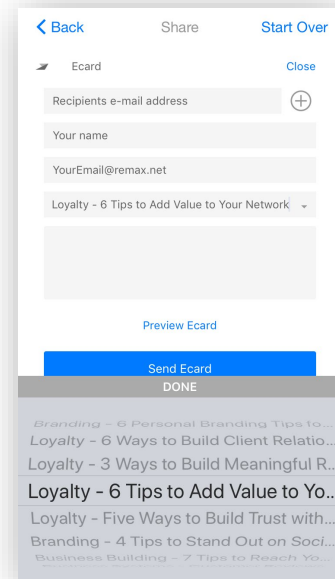 Back Share Start Over
Ecard Close
Recipients e-mail address
Your name
YourEmail@remax.net
Loyalty - 6 Tips to Add Value to Your Network
Preview Ecard
Send Ecard
DONE
Branding - 6 Personal Branding Tips fo...
Loyalty - 6 Ways to Build Client Relatio...
Loyalty - 3 Ways to Build Meaningful R...
Loyalty - 6 Tips to Add Value to Yo...
Loyalty - Five Ways to Build Trust with...
Branding - 4 Tips to Stand Out on Soci...
Business Building - 7 Tips to Reach Yo...